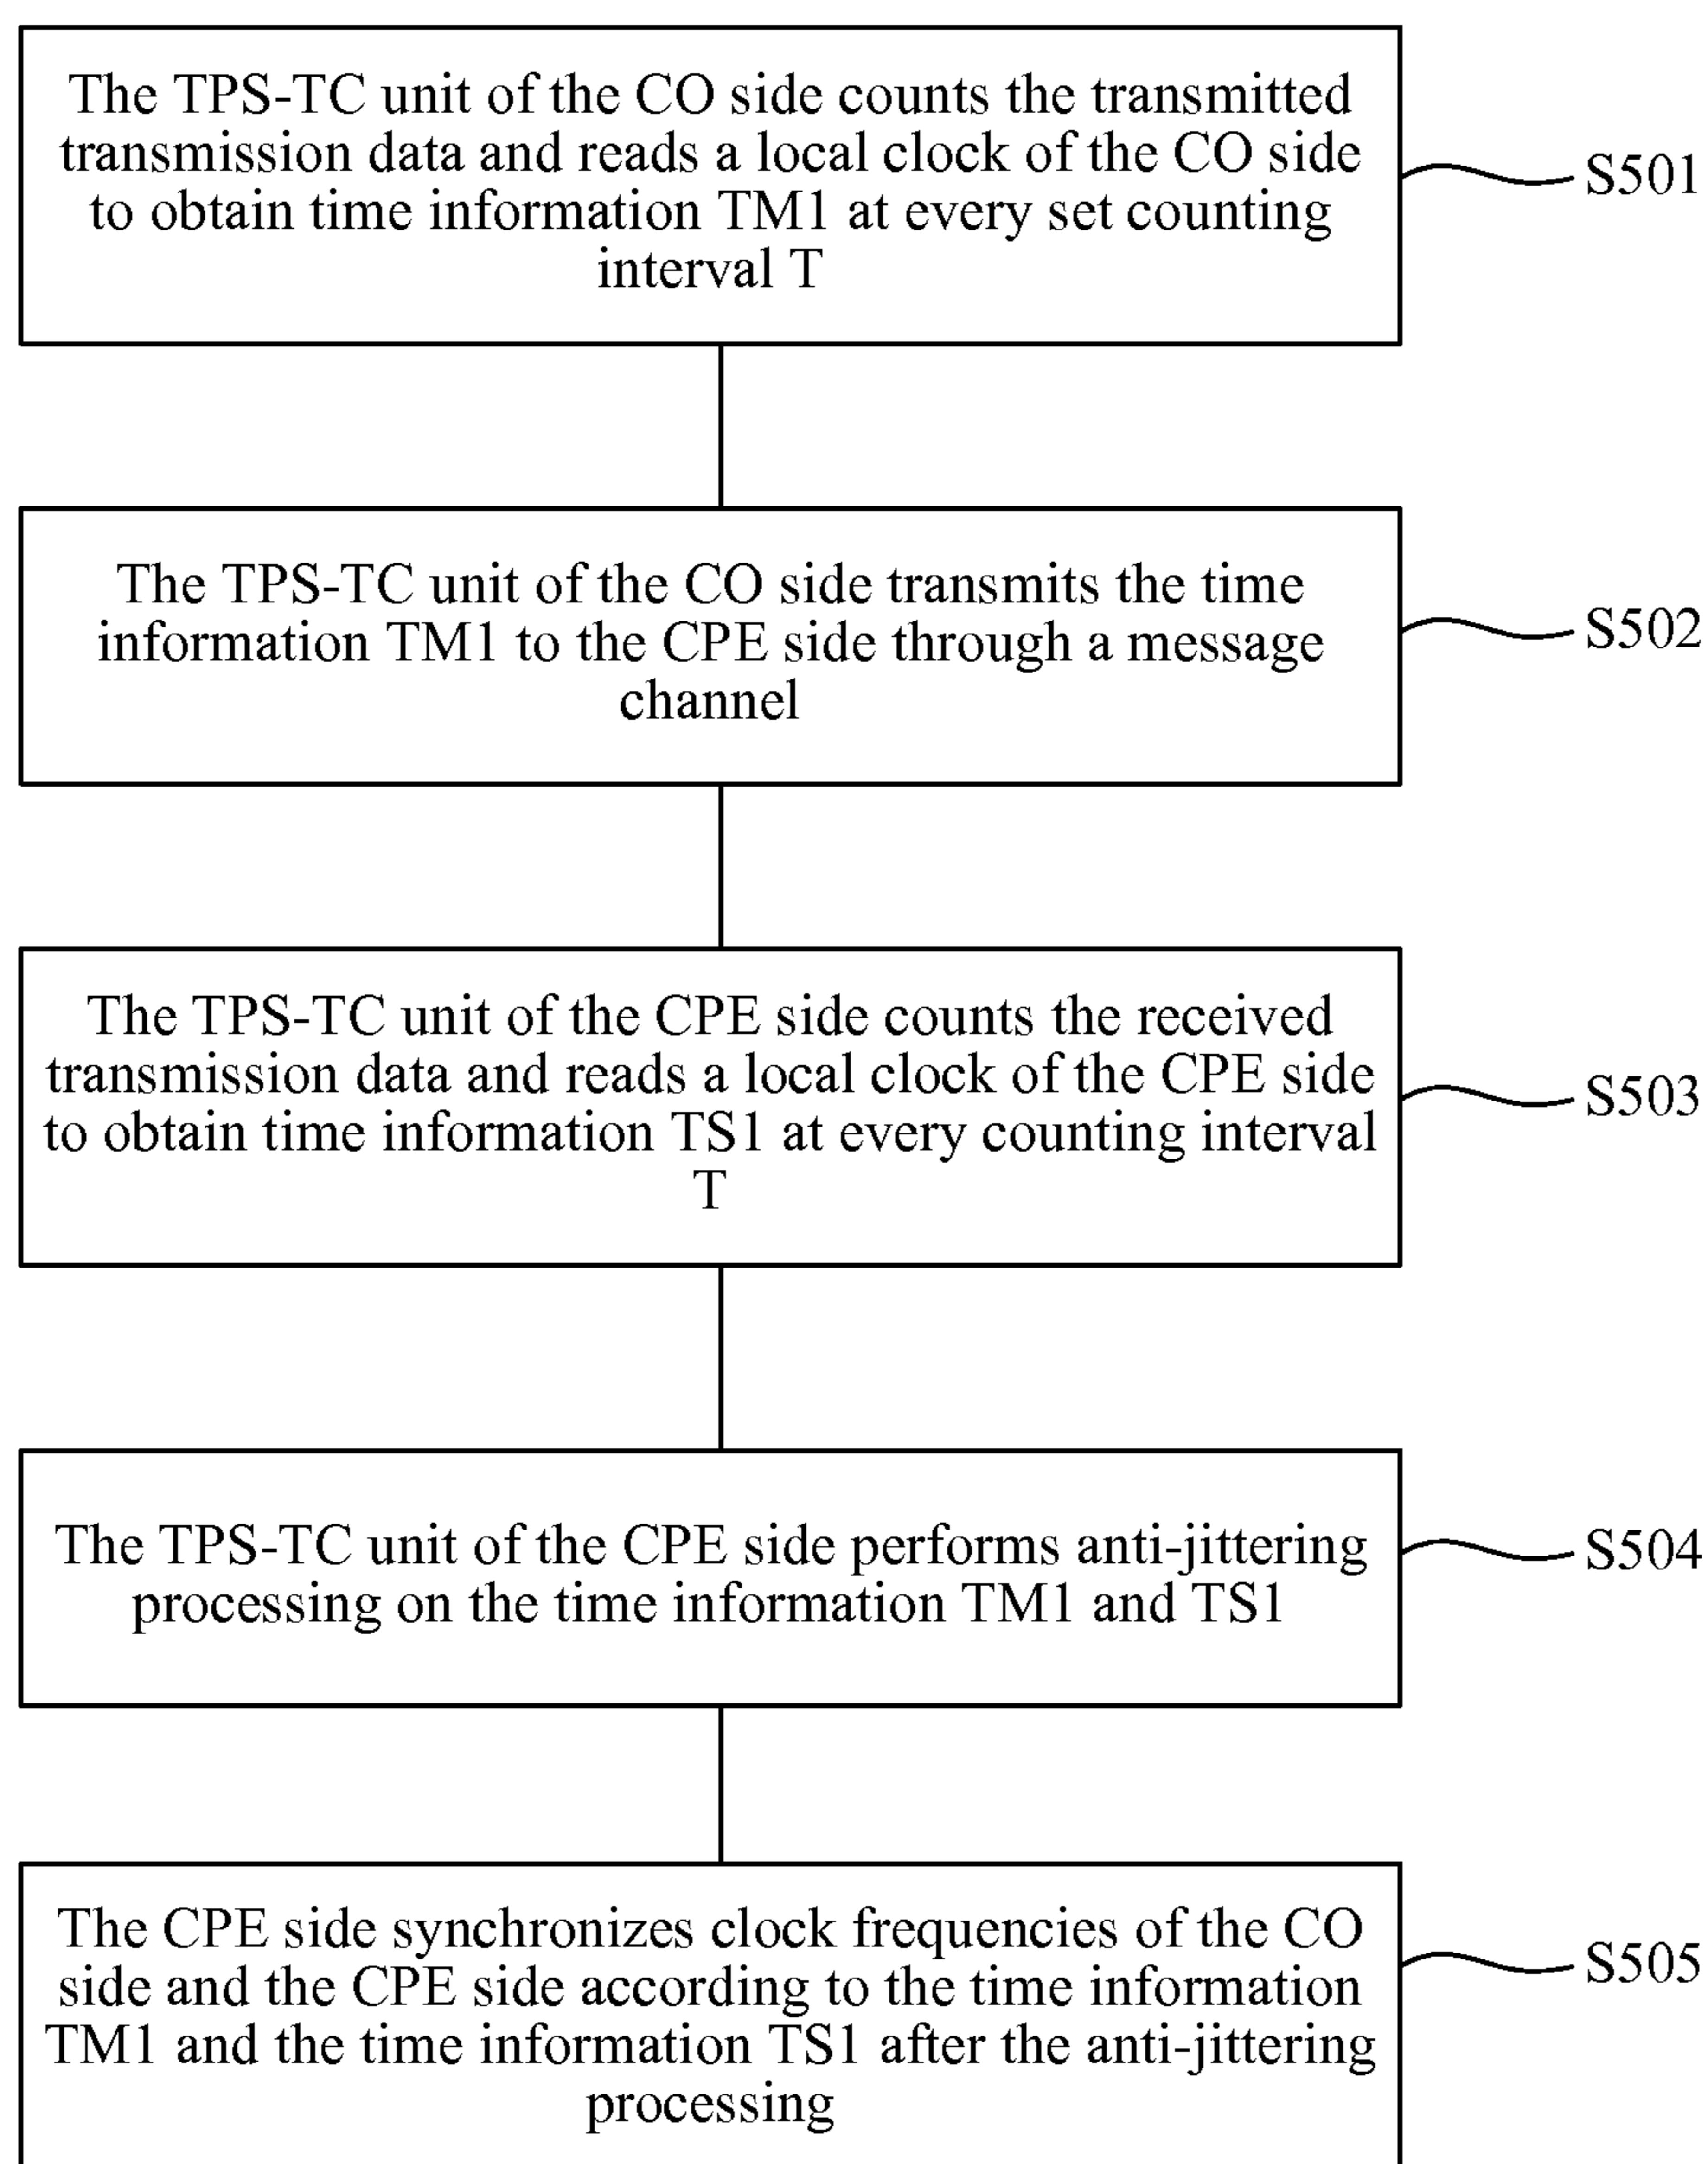 The TPS-TC unit of the CO side counts the transmitted
transmission data and reads a local clock of the CO side
to obtain time information TM1 at every set counting
interval T
S501
The TPS-TC unit of the CO side transmits the time
information TM1 to the CPE side through a message
channel
S502
The TPS-TC unit of the CPE side counts the received
transmission data and reads a local clock of the CPE side
to obtain time information TS1 at every counting interval
T
S503
The TPS-TC unit of the CPE side performs anti-jittering
processing on the time information TM1 and TS1
S504
The CPE side synchronizes clock frequencies of the CO
side and the CPE side according to the time information
TM1 and the time information TS1 after the anti-jittering
processing
S505